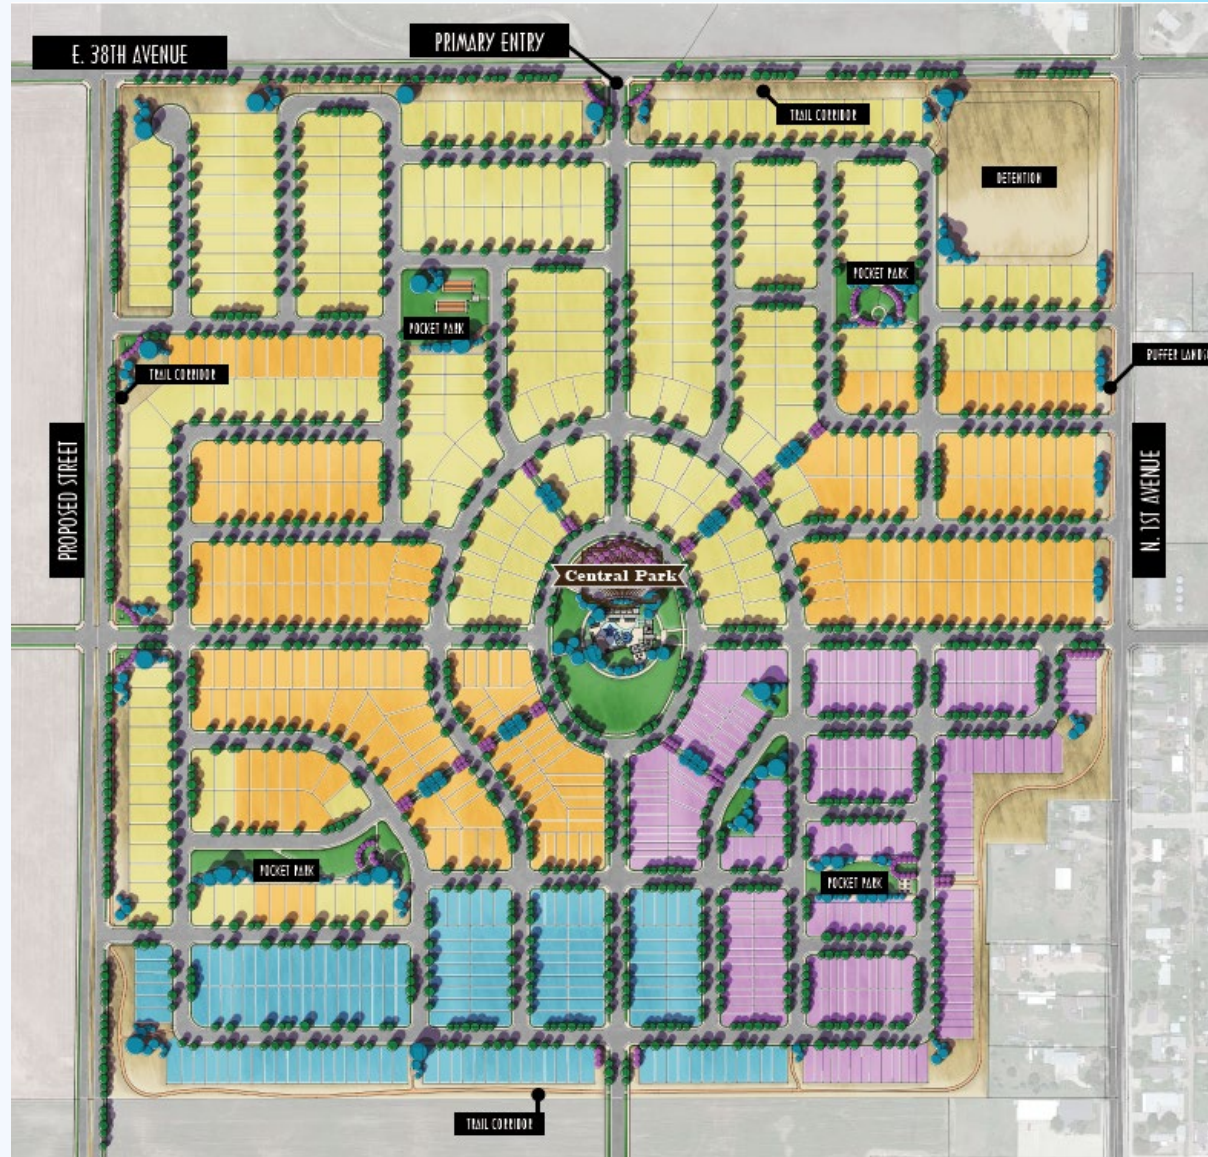 E. 38TH AVENUE
PRIMARY ENTRY
TRAIL CORRIDOR
DETENTION
POCKET PARK
POCKET PARK
BUFFER
TRAIL CORRIDOR
PROPOSED STREET
N. 1ST AVENUE
Central Park
POCKET PARK
POCKET PARK
TRAIL CORRIDOR